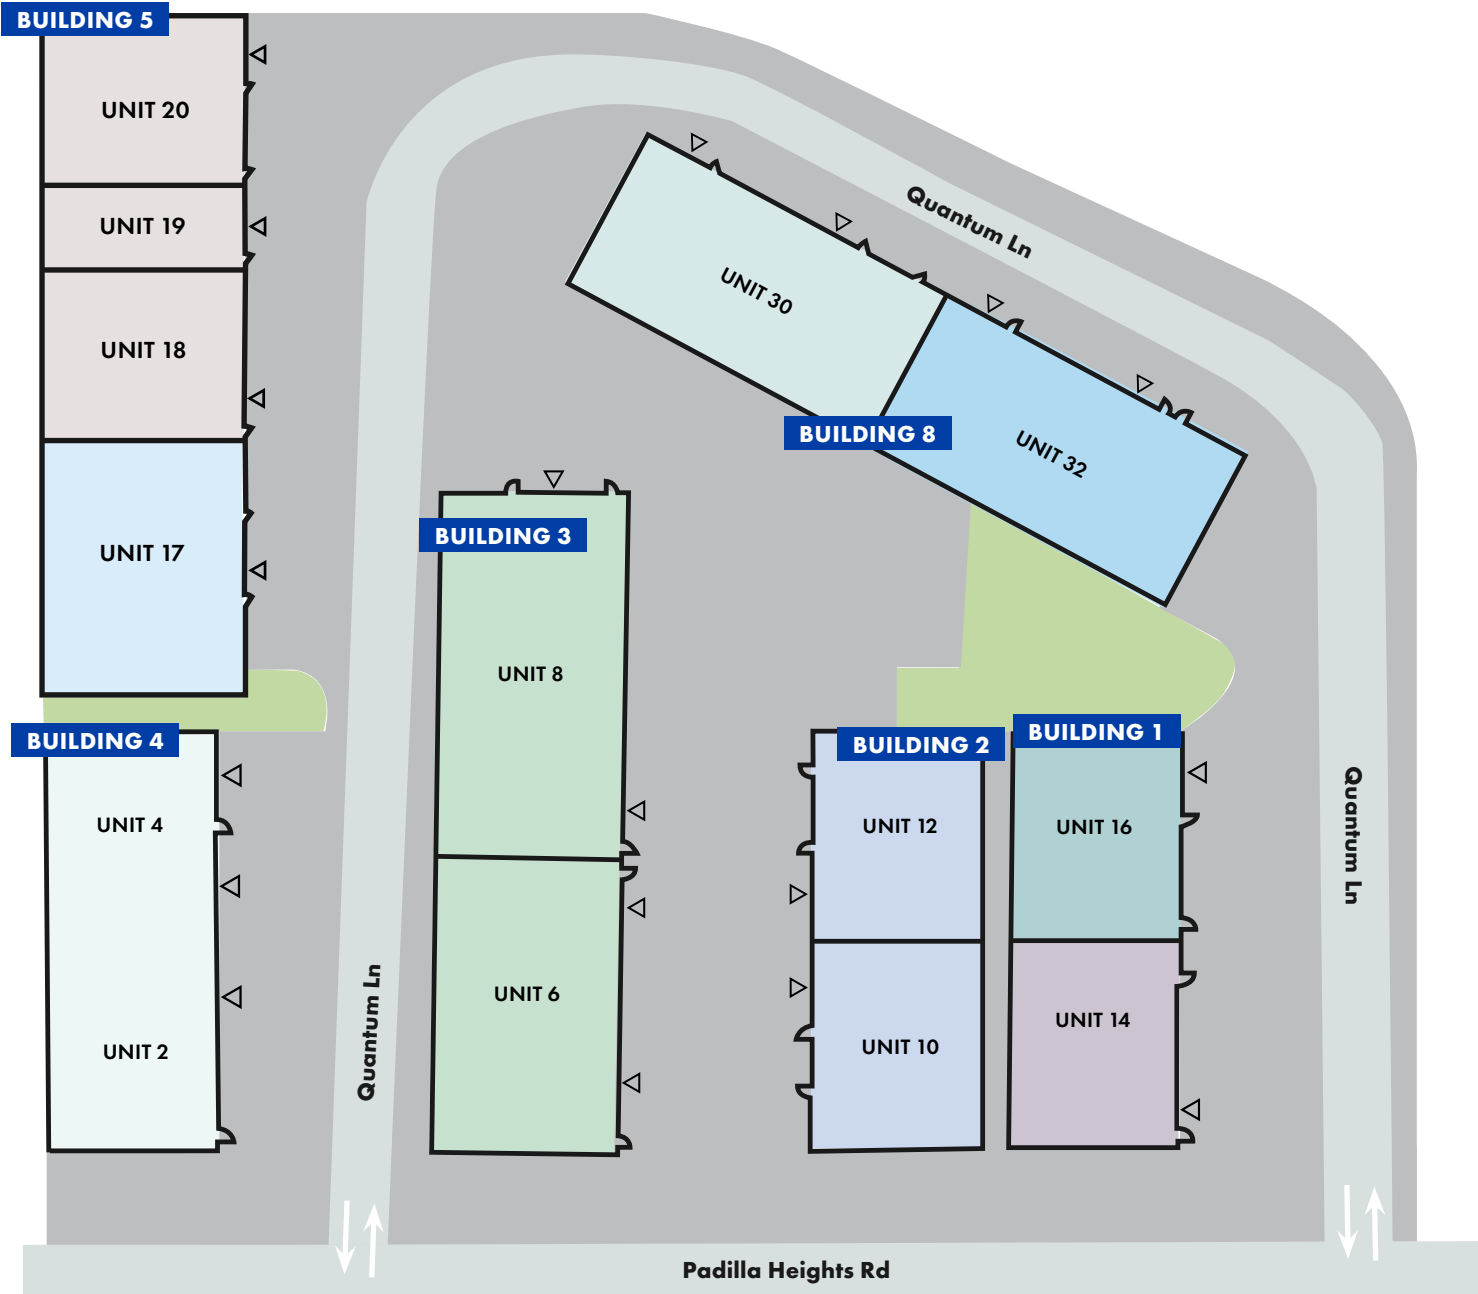 BUILDING 5
UNIT 20
UNIT 19
UNIT 18
UNIT 17
BUILDING 4
UNIT 4
UNIT 2
Quantum Ln
BUILDING 3
UNIT 8
UNIT 6
Quantum Ln
UNIT 30
BUILDING 8
UNIT 32
BUILDING 2
UNIT 12
UNIT 10
BUILDING 1
UNIT 16
UNIT 14
Quantum Ln
Padilla Heights Rd